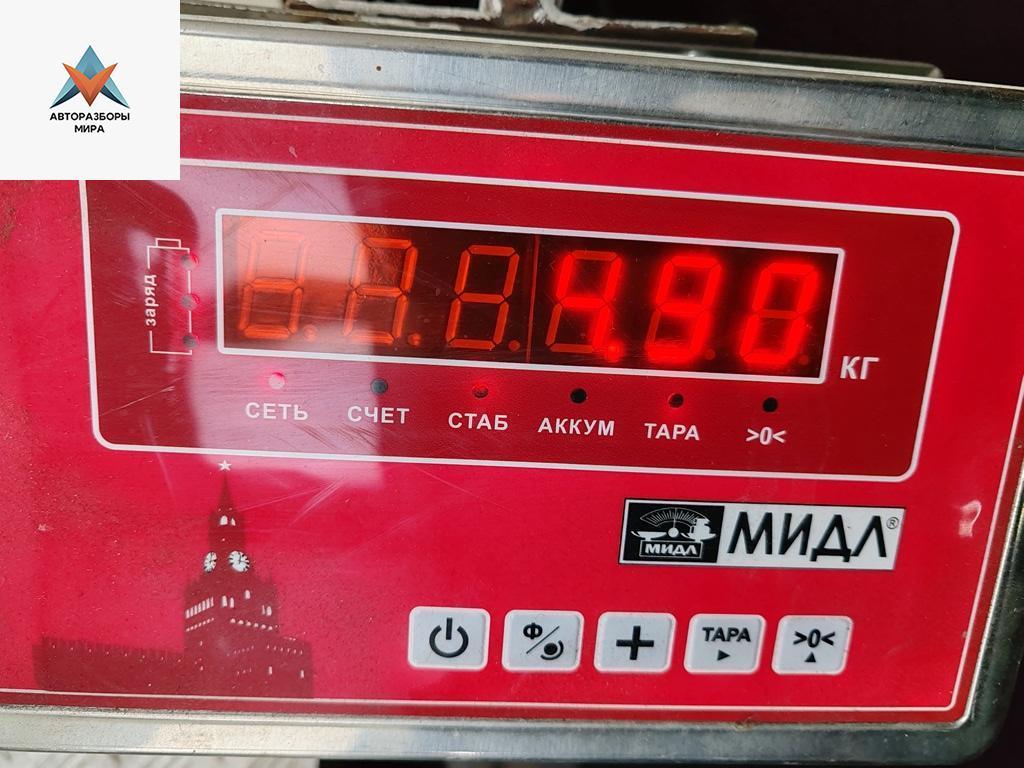 АВТОРАЗБОРЫ
МИРА
заряд
4.90
КГ
СЕТЬ СЧЕТ СТАБ АККУМ ТАРА >0<
МИДЛ МИДЛ®
Ф ТАРА >0<